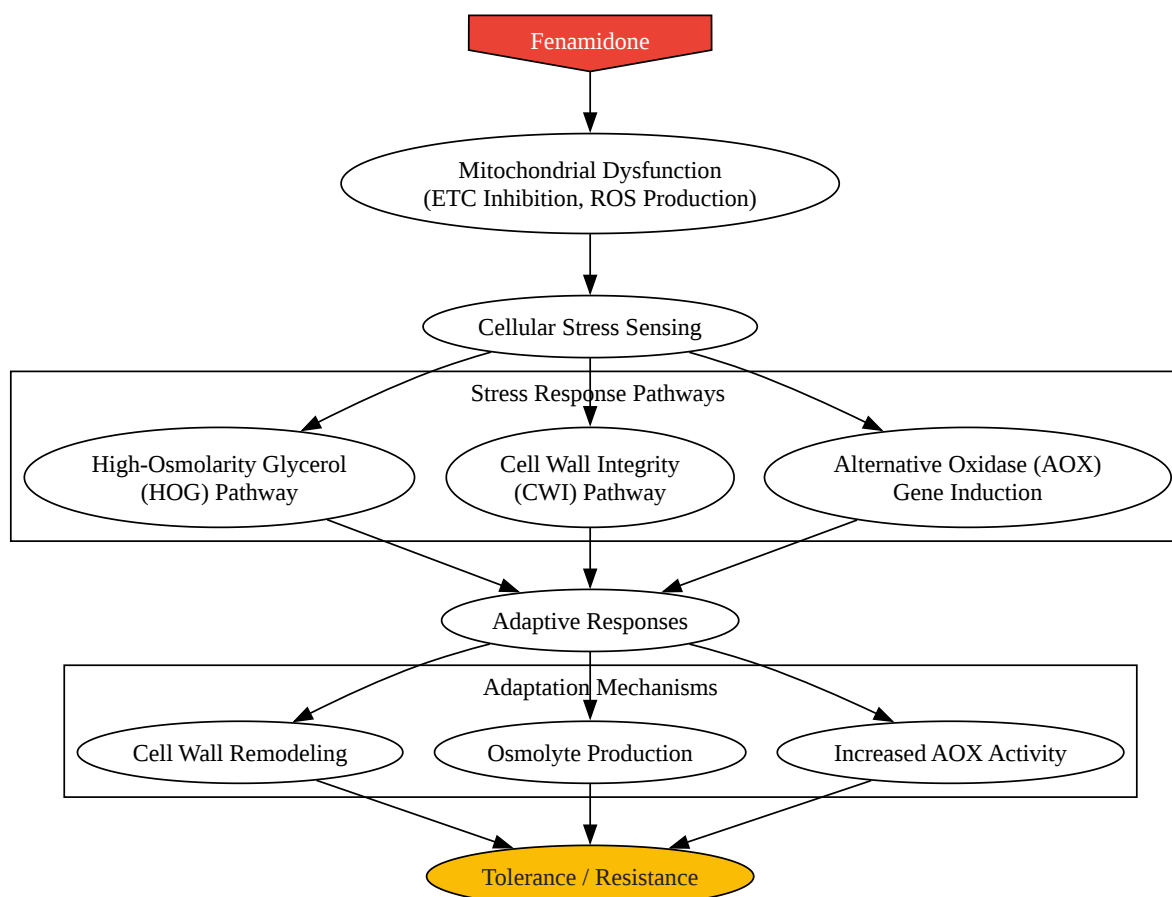 Fenamidone
Mitochondrial Dysfunction
(ETC Inhibition, ROS Production)
Cellular Stress Sensing
Stress Response Pathways
High-Osmolarity Glycerol
(HOG) Pathway
Cell Wall Integrity
(CWI) Pathway
Alternative Oxidase (AOX)
Gene Induction
Adaptive Responses
Adaptation Mechanisms
Cell Wall Remodeling
Osmolyte Production
Increased AOX Activity
Tolerance / Resistance